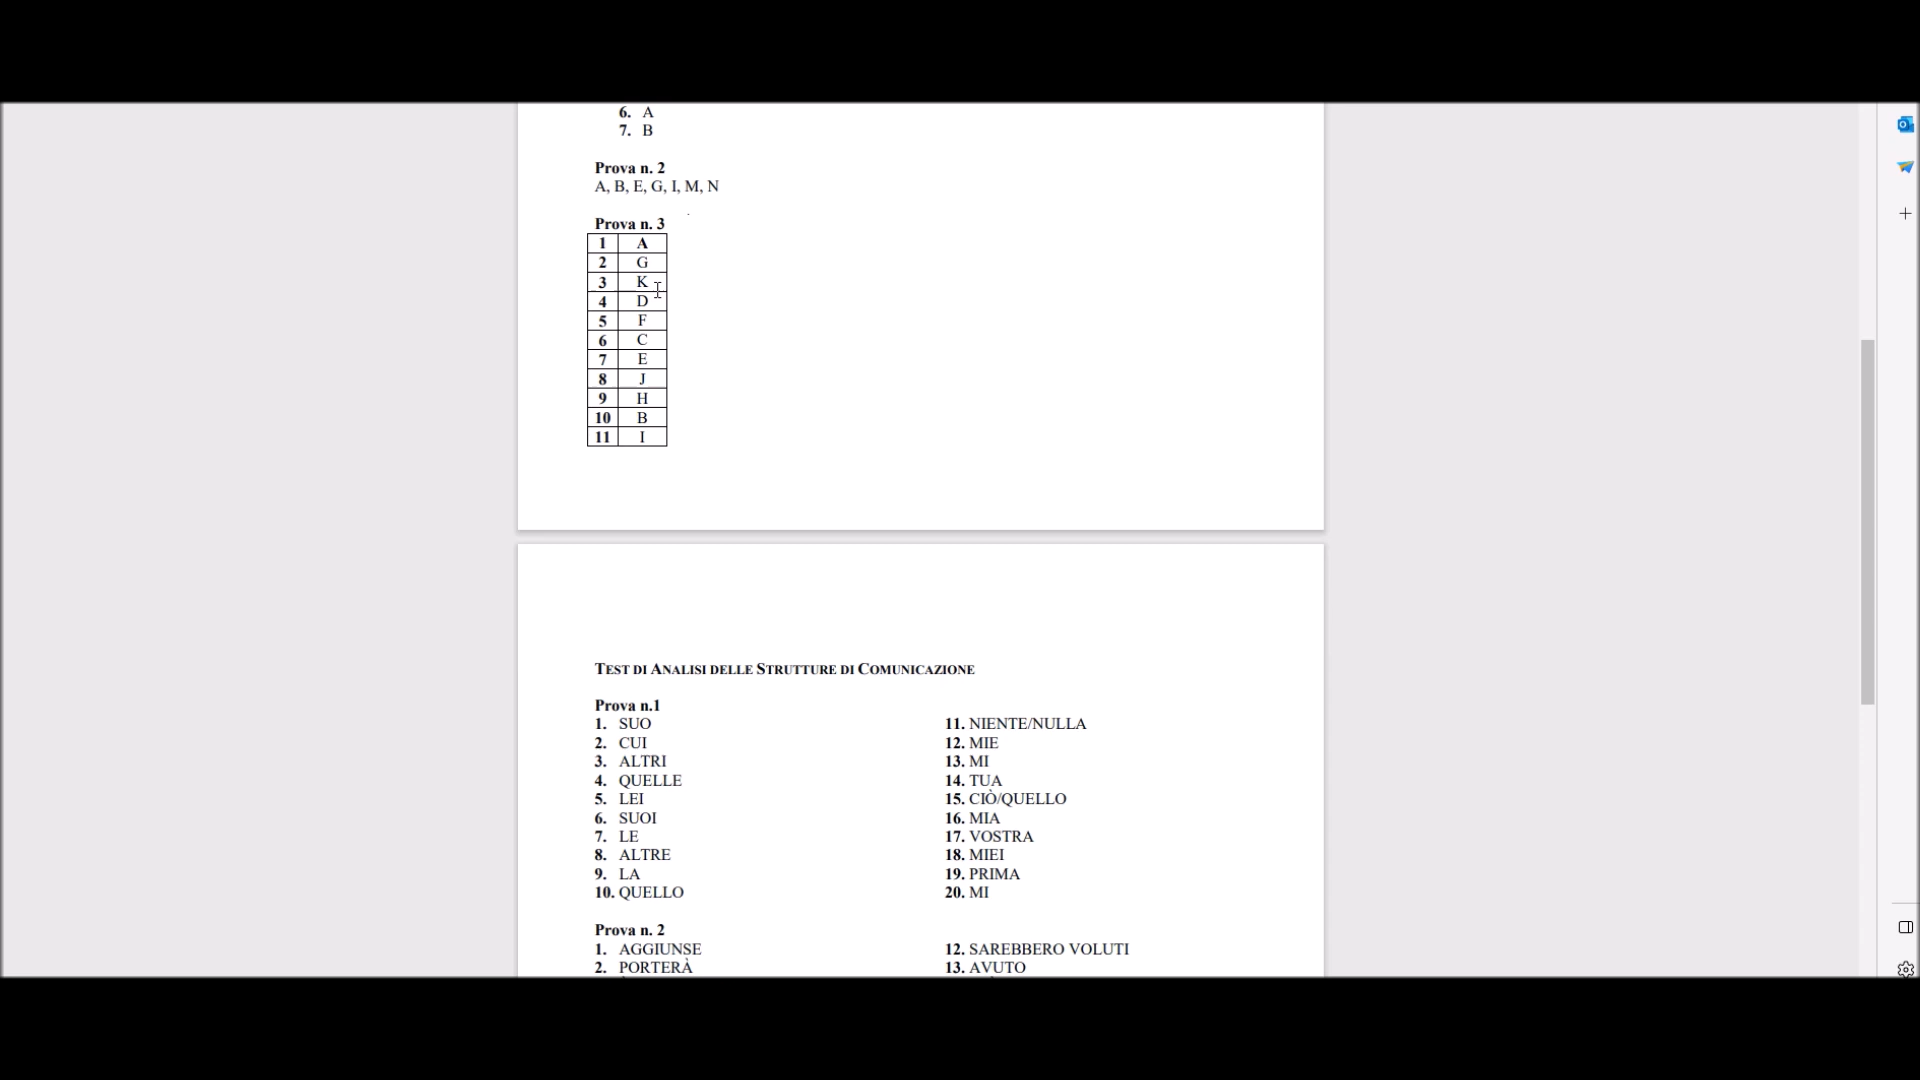 6. A
7. B
Prova n. 2
A, B, E, G, I, M, N
Prova n. 3
1 A
2 G
3 K
4 D
5 F
6 C
7 E
8 J
9 H
10 B
11 I
TEST DI ANALISI DELLE STRUTTURE DI COMUNICAZIONE
Prova n.1
1. SUO
2. CUI
3. ALTRI
4. QUELLE
5. LEI
6. SUOI
7. LE
8. ALTRE
9. LA
10. QUELLO
11. NIENTE/NULLA
12. MIE
13. MI
14. TUA
15. CIÒ/QUELLO
16. MIA
17. VOSTRA
18. MIEI
19. PRIMA
20. MI
Prova n. 2
1. AGGIUNSE
2. PORTERÀ
12. SAREBBERO VOLUTI
13. AVUTO